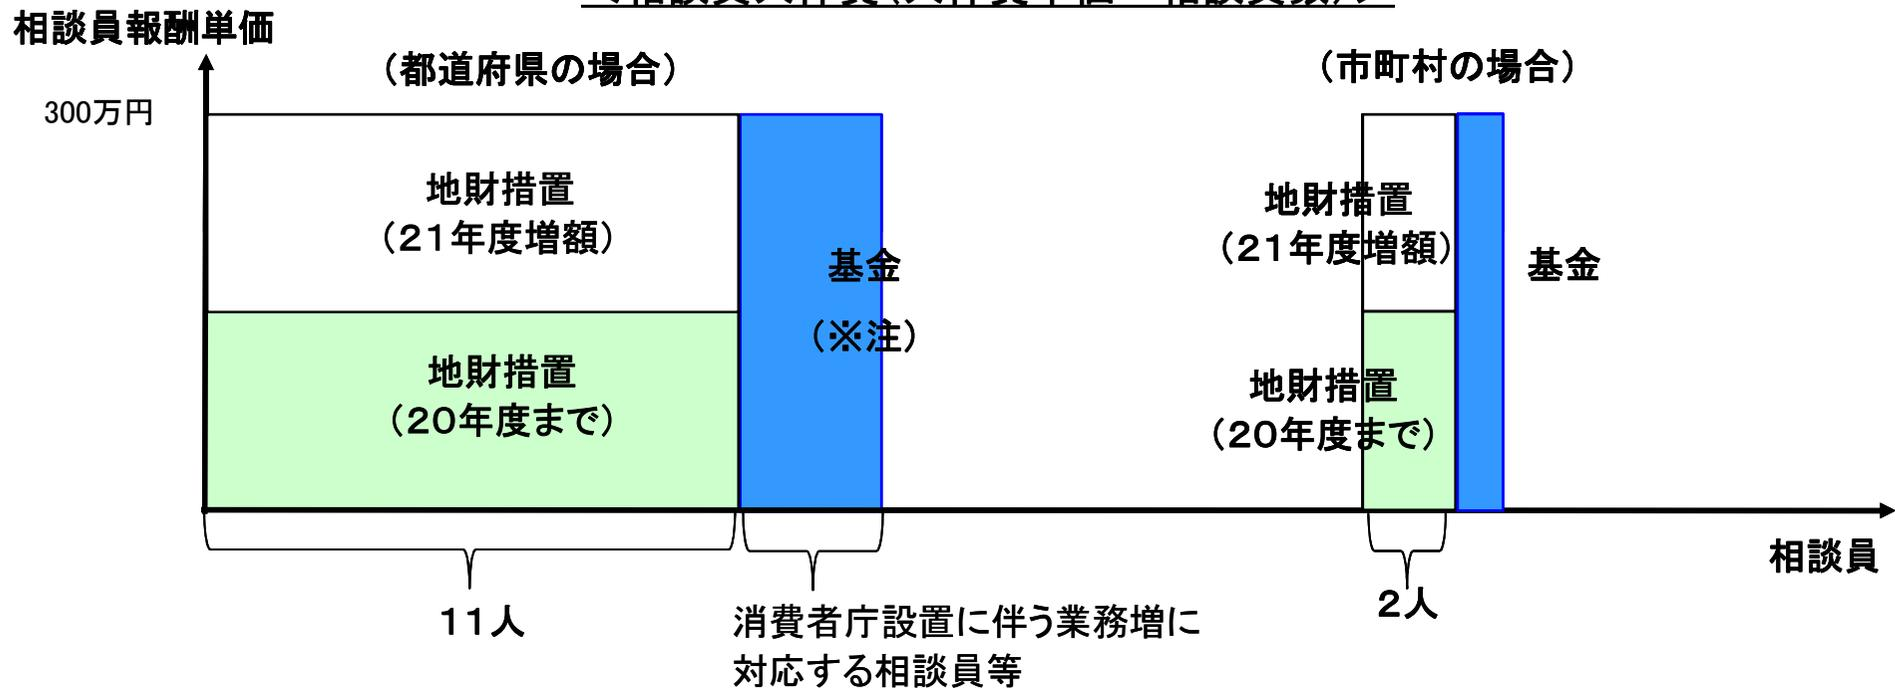 相談員報酬単価
(都道府県の場合)
(市町村の場合)
300万円
地財措置
(21年度増額)
地財措置
(20年度まで)
基金
(※注)
地財措置
(21年度増額)
地財措置
(20年度まで)
基金
相談員
11人
消費者庁設置に伴う業務増に
対応する相談員等
2人